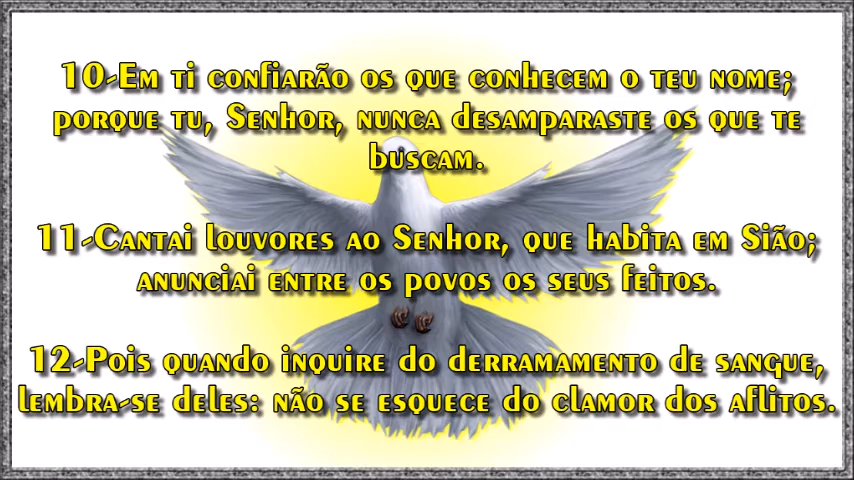 10-Em ti confiarão os que conhecem o teu nome;
porque tu, Senhor, nunca desamparaste os que te
buscam.
11-Cantai louvores ao Senhor, que habita em Sião;
anunciai entre os povos os seus feitos.
12-Pois quando inquire do derramamento de sangue,
lembra-se deles: não se esquece do clamor dos aflitos.